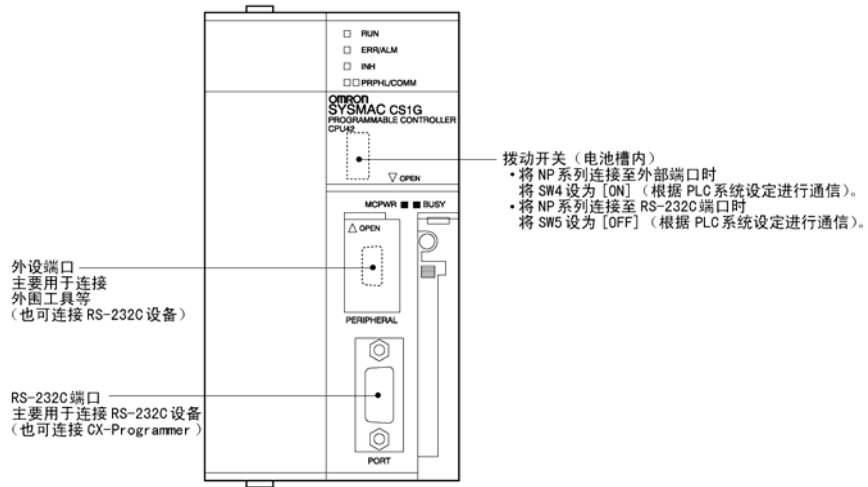 RUN
ERR/ALM
INH
PRPHL/COMM
OMRON
SYSMAC CS1G
PROGRAMMABLE CONTROLLER
CPU42
▽ OPEN
MCPWR ■ ■ BUSY
△ OPEN
PERIPHERAL
PORT
拨动开关（电池槽内）
•将 NP 系列连接至外部端口时
将 SW4 设为 [ON]（根据 PLC 系统设定进行通信）。
•将 NP 系列连接至 RS-232C 端口时
将 SW5 设为 [OFF]（根据 PLC 系统设定进行通信）。
外设端口
主要用于连接
外围工具等
（也可连接 RS-232C 设备）
RS-232C 端口
主要用于连接 RS-232C 设备
（也可连接 CX-Programmer）